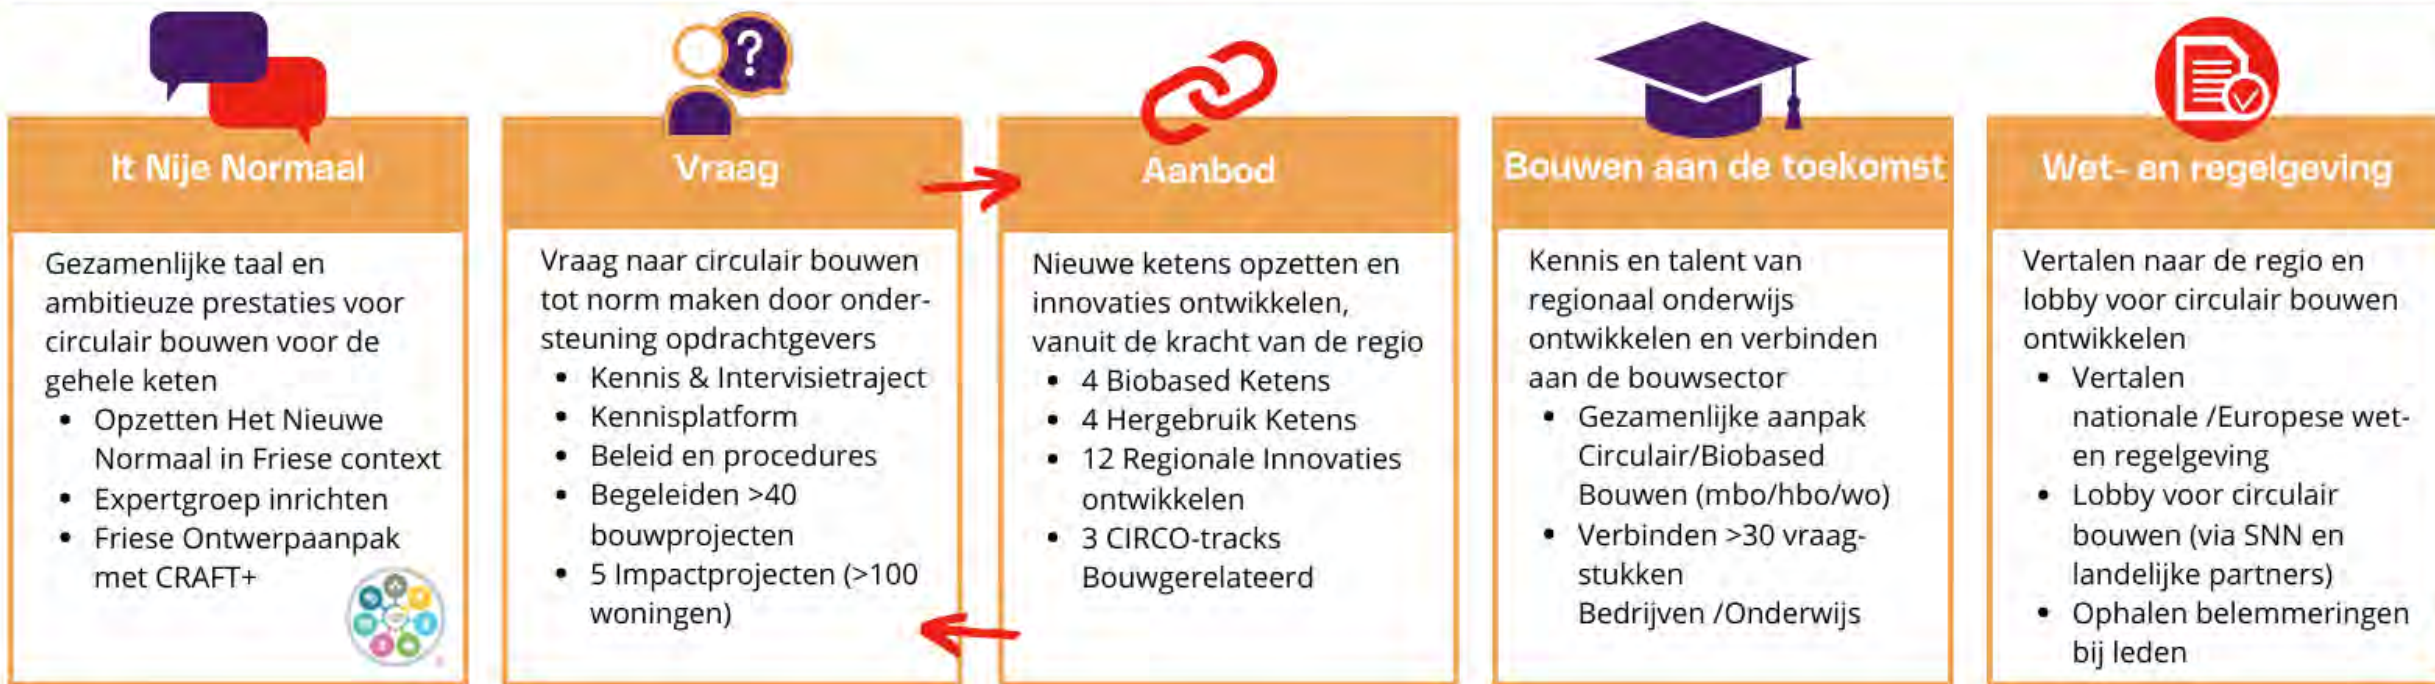 It Nije Normaal
Gezamenlijke taal en
ambitieuze prestaties voor
circulair bouwen voor de
gehele keten
• Opzetten Het Nieuwe
Normaal in Friese context
• Expertgroep inrichten
• Friese Ontwerpaanpak
met CRAFT+
?
Vraag
Vraag naar circulair bouwen
tot norm maken door onder-
steuning opdrachtgevers
• Kennis & Intervisietraject
• Kennisplatform
• Beleid en procedures
• Begeleiden >40
bouwprojecten
• 5 Impactprojecten (>100
woningen)
Aanbod
Nieuwe ketens opzetten en
innovaties ontwikkelen,
vanuit de kracht van de regio
• 4 Biobased Ketens
• 4 Hergebruik Ketens
• 12 Regionale Innovaties
ontwikkelen
• 3 CIRCO-tracks
Bouwgerelateerd
Bouwen aan de toekomst
Kennis en talent van
regionaal onderwijs
ontwikkelen en verbinden
aan de bouwsector
• Gezamenlijke aanpak
Circulair/Biobased
Bouwen (mbo/hbo/wo)
• Verbinden >30 vraag-
stukken
Bedrijven /Onderwijs
Wet- en regelgeving
Vertalen naar de regio en
lobby voor circulair bouwen
ontwikkelen
• Vertalen
nationale /Europese wet-
en regelgeving
• Lobby voor circulair
bouwen (via SNN en
landelijke partners)
• Ophalen belemmeringen
bij leden